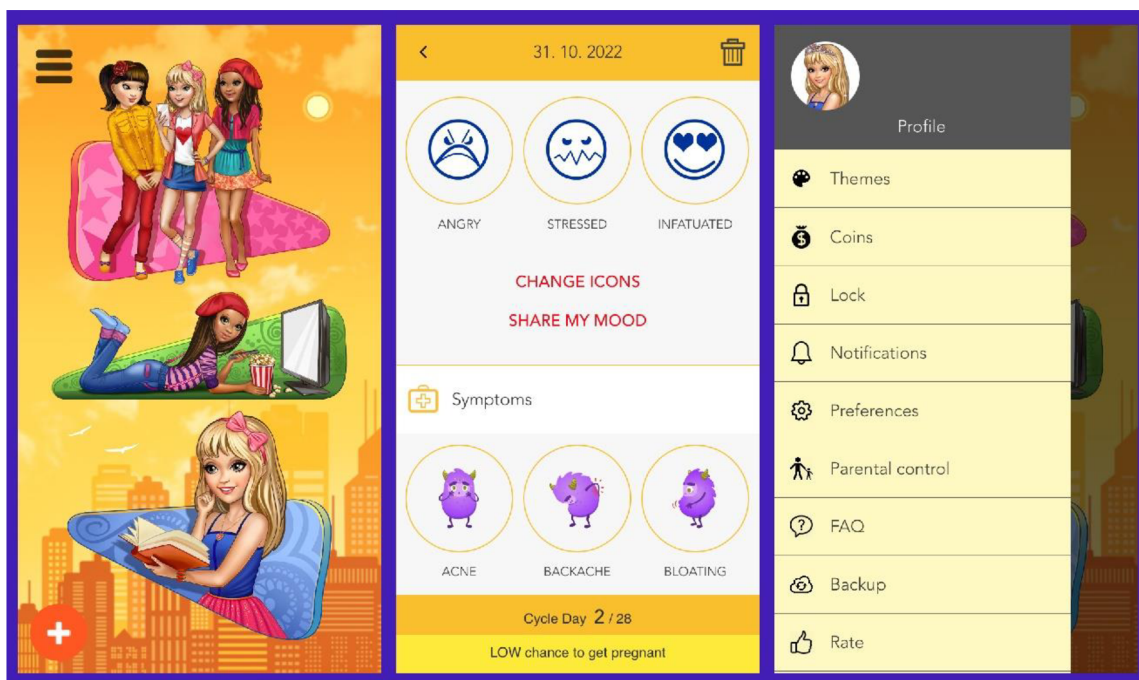 31. 10. 2022
ANGRY STRESSED INFATUATED
CHANGE ICONS
SHARE MY MOOD
Symptoms
ACNE BACKACHE BLOATING
Cycle Day 2 / 28
LOW chance to get pregnant
Profile
Themes
Coins
Lock
Notifications
Preferences
Parental control
FAQ
Backup
Rate